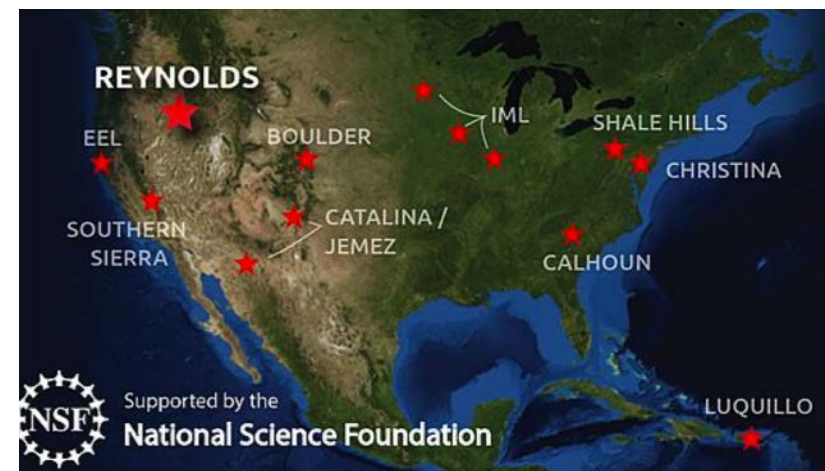 REYNOLDS
EEL
BOULDER
IML
SHALE HILLS
CHRISTINA
SOUTHERN
SIERRA
CATALINA /
JEMEZ
CALHOUN
LUQUILLO
NSF
Supported by the
National Science Foundation